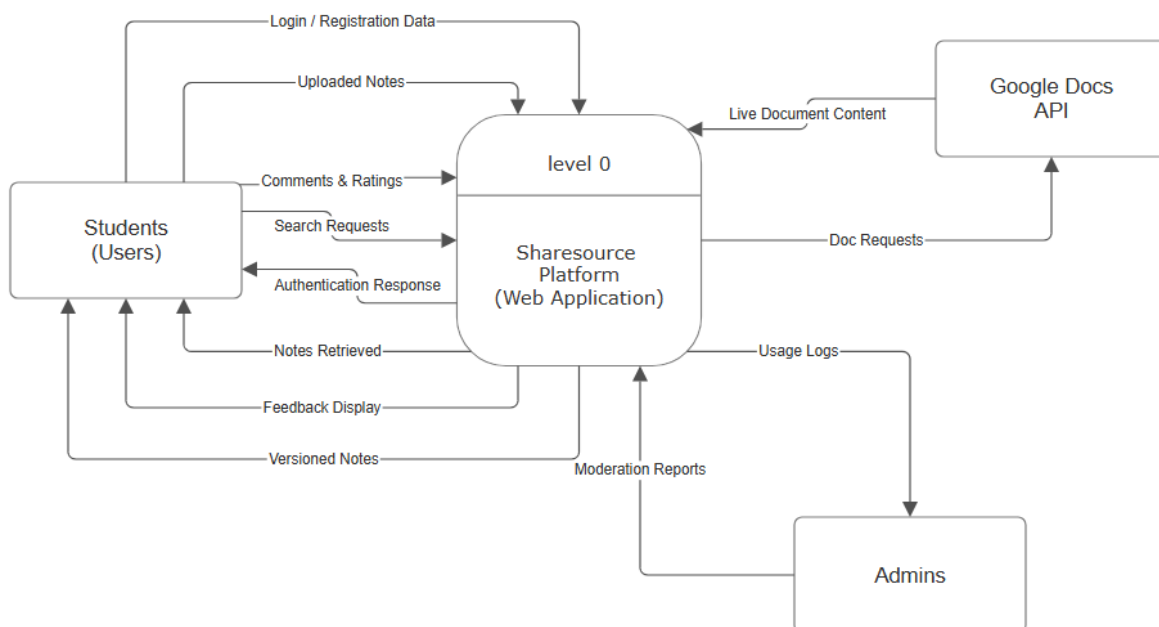 Login / Registration Data
Uploaded Notes
Google Docs
API
Live Document Content
level 0
Comments & Ratings
Students
(Users)
Search Requests
Doc Requests
Sharesource
Platform
(Web Application)
Authentication Response
Notes Retrieved
Usage Logs
Feedback Display
Versioned Notes
Moderation Reports
Admins